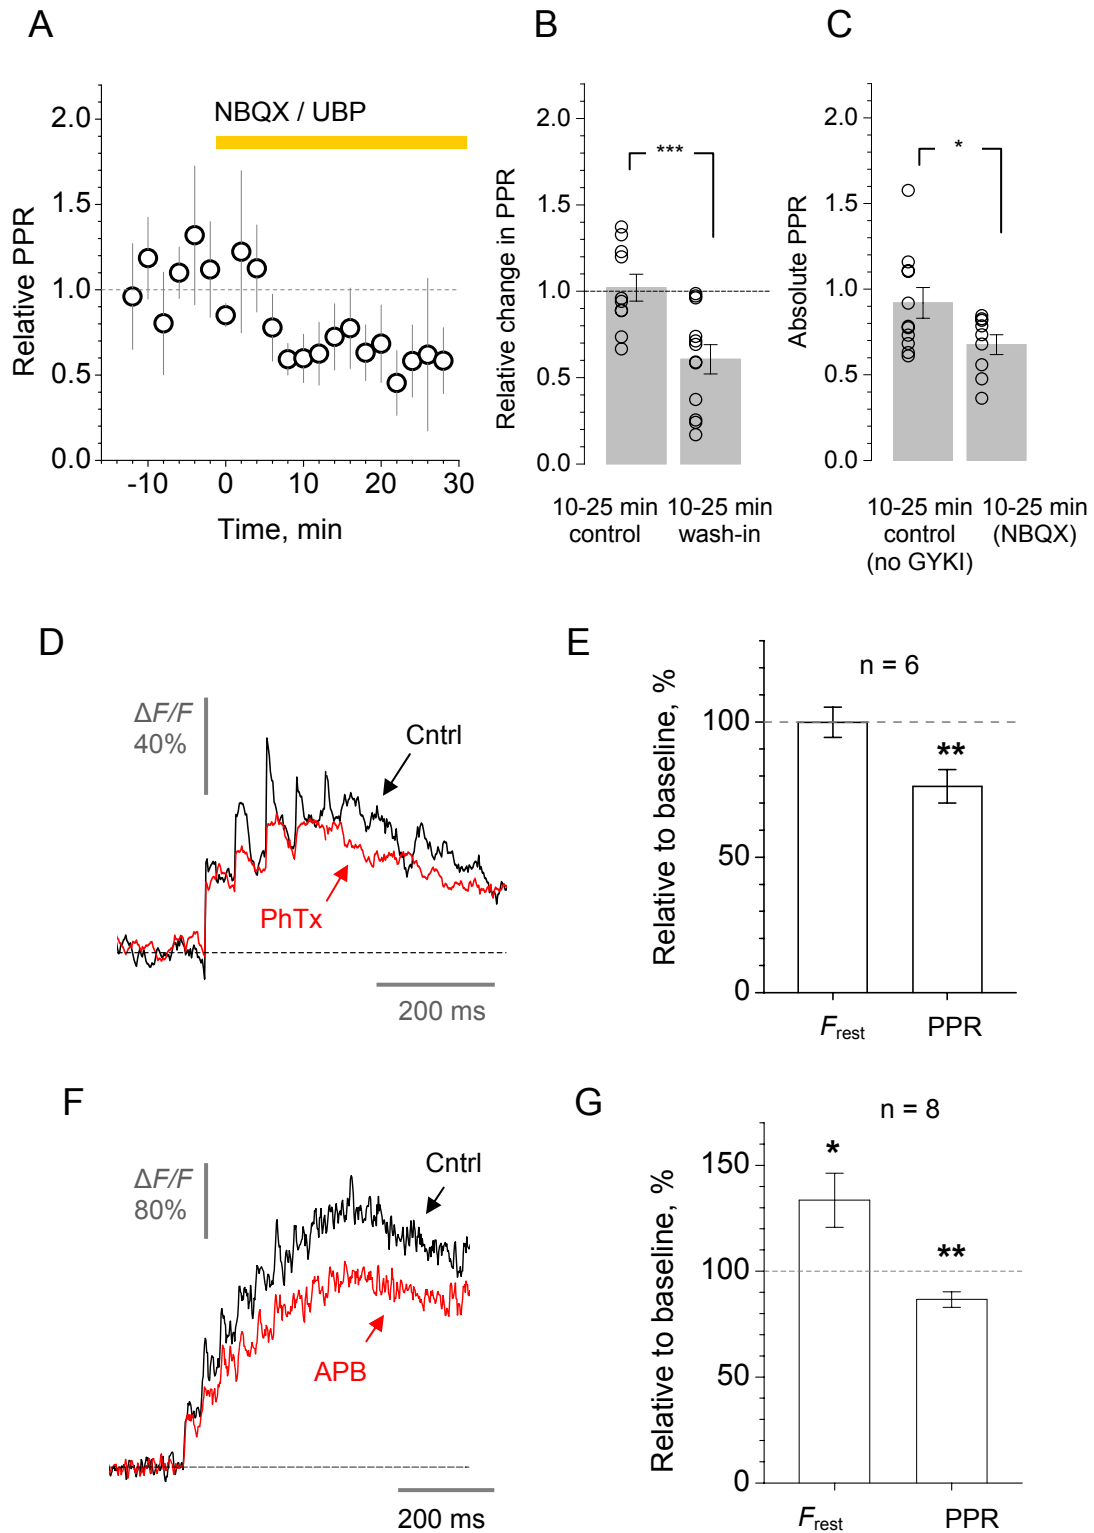 A
B
C
NBQX / UBP
2.0
1.5
1.0
0.5
0.0
Relative PPR
-10
0
10
20
30
Time, min
***
2.0
1.5
1.0
0.5
0.0
Relative change in PPR
10-25 min
control
10-25 min
wash-in
*
2.0
1.5
1.0
0.5
0.0
Absolute PPR
10-25 min
control
(no GYKI)
10-25 min
(NBQX)
D
ΔF/F
40%
Cntrl
PhTx
200 ms
E
n = 6
**
100
50
0
Relative to baseline, %
Frest
PPR
F
ΔF/F
80%
Cntrl
APB
200 ms
G
n = 8
*
**
150
100
50
0
Relative to baseline, %
Frest
PPR